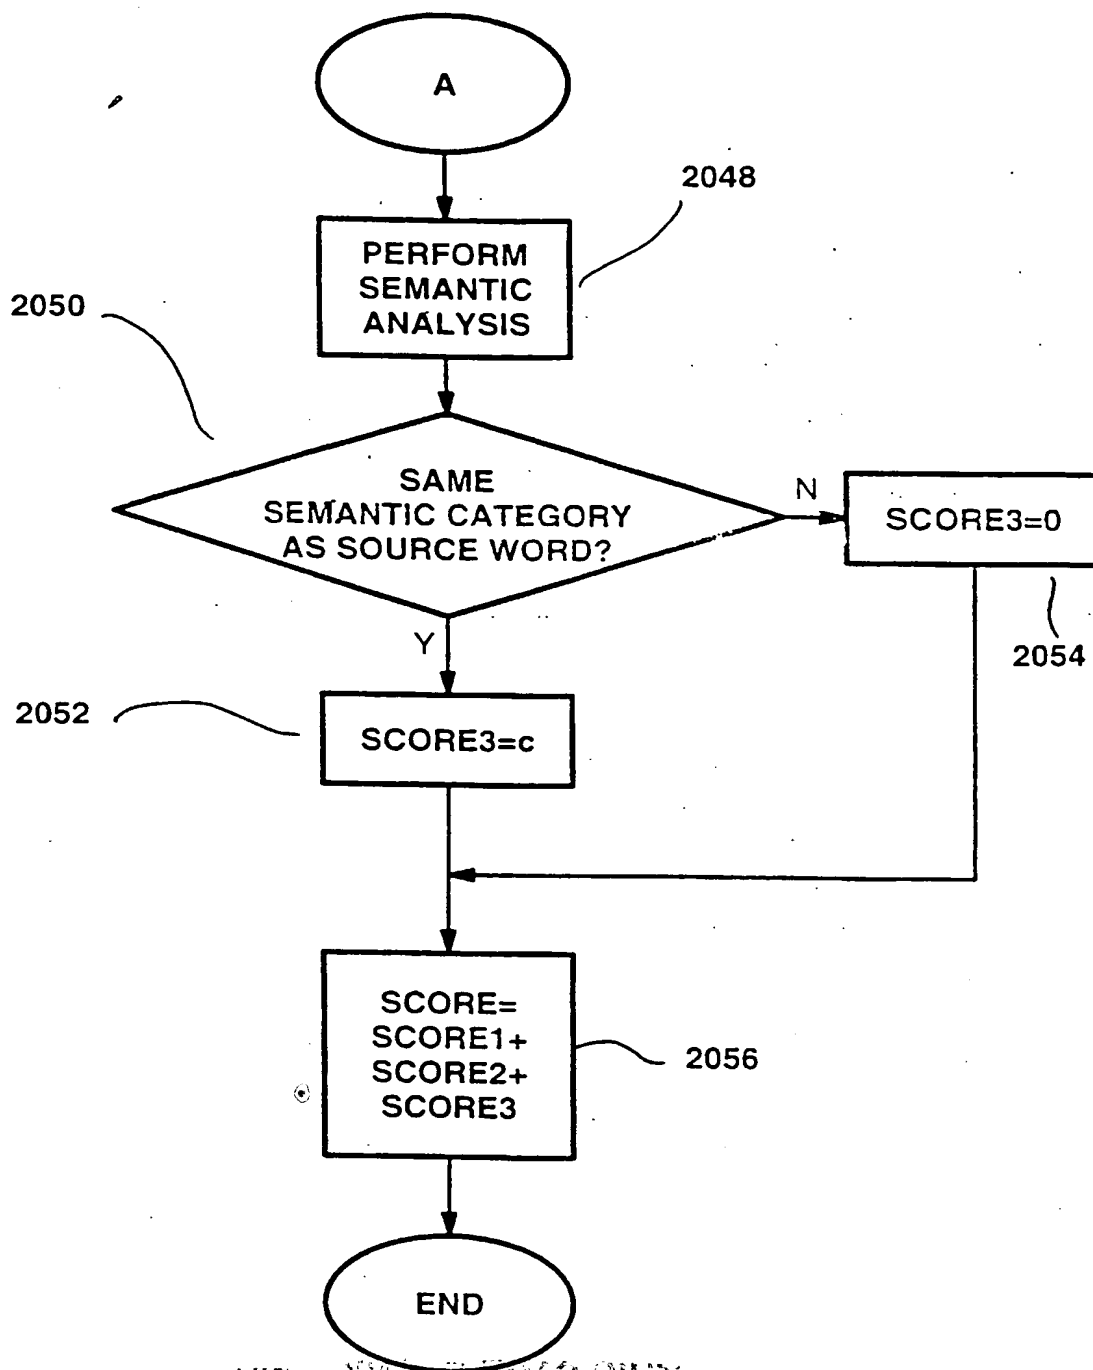 A
2048
PERFORM
SEMANTIC
ANALYSIS
2050
SAME
SEMANTIC CATEGORY
AS SOURCE WORD?
N
SCORE3=0
2054
Y
2052
SCORE3=c
SCORE=
SCORE1+
SCORE2+
SCORE3
2056
END